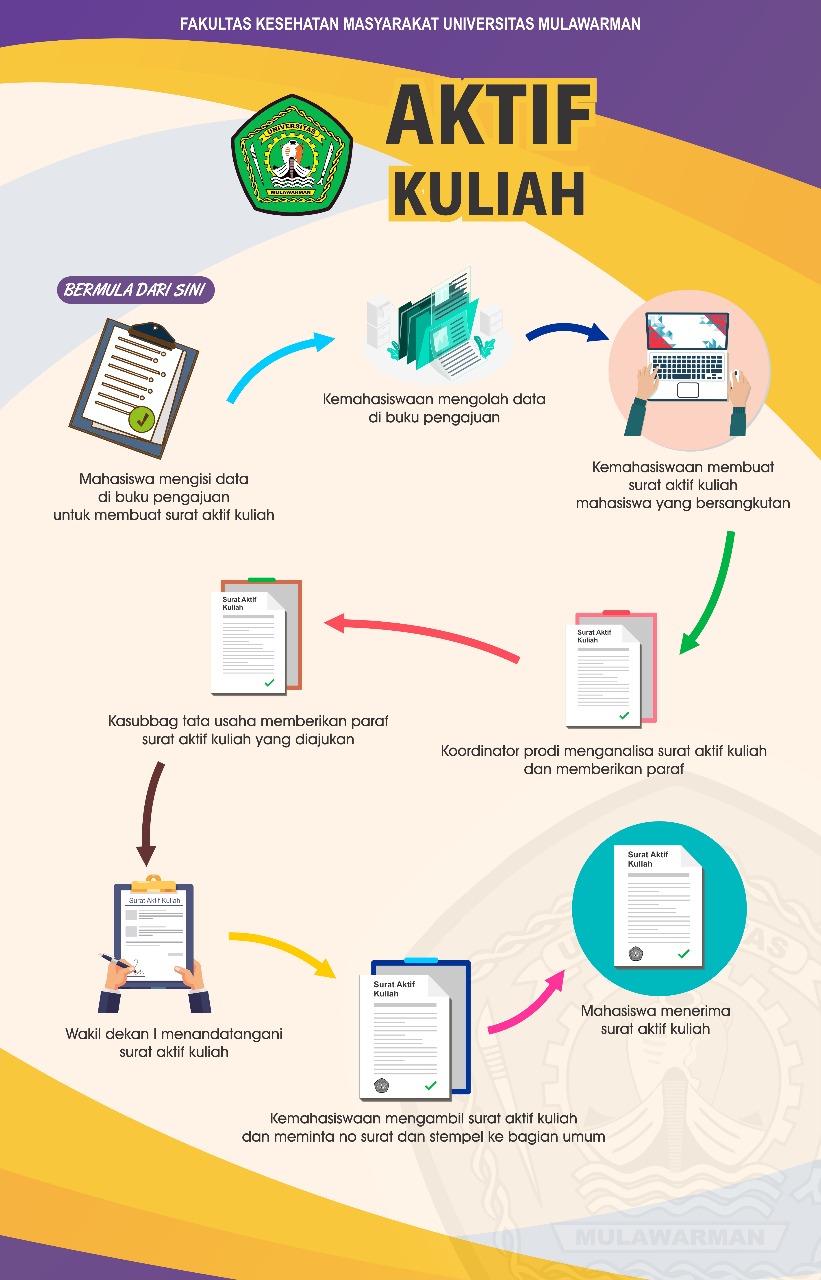 FAKULTAS KESEHATAN MASYARAKAT UNIVERSITAS MULAWARMAN
UNIVERSITAS
MULAWARMAN
AKTIF
KULIAH
BERMULA DARI SINI
Mahasiswa mengisi data
di buku pengajuan
untuk membuat surat aktif kuliah
Kemahasiswaan mengolah data
di buku pengajuan
Kemahasiswaan membuat
surat aktif kuliah
mahasiswa yang bersangkutan
Surat Aktif
Kuliah
Koordinator prodi menganalisa surat aktif kuliah
dan memberikan paraf
Surat Aktif
Kuliah
Kasubbag tata usaha memberikan paraf
surat aktif kuliah yang diajukan
Surat Aktif Kuliah
Wakil dekan I menandatangani
surat aktif kuliah
Surat Aktif
Kuliah
Kemahasiswaan mengambil surat aktif kuliah
dan meminta no surat dan stempel ke bagian umum
Surat Aktif
Kuliah
Mahasiswa menerima
surat aktif kuliah
MULAWARMAN